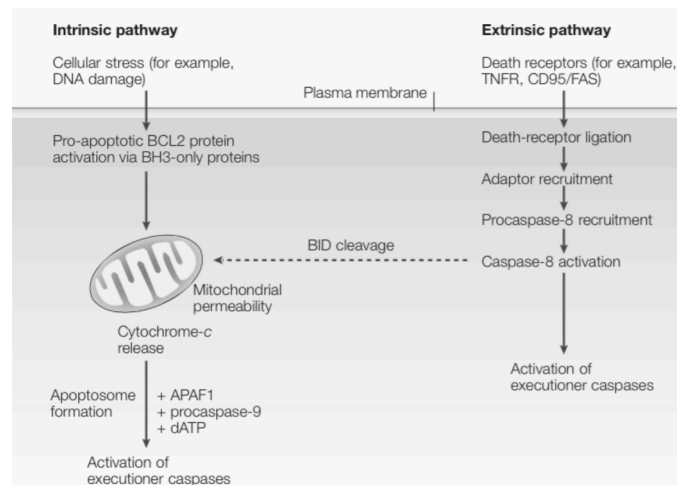 Intrinsic pathway
Extrinsic pathway
Cellular stress (for example,
DNA damage)
Death receptors (for example,
TNFR, CD95/FAS)
Plasma membrane
Pro-apoptotic BCL2 protein
activation via BH3-only proteins
Death-receptor ligation
Adaptor recruitment
Procaspase-8 recruitment
BID cleavage
Caspase-8 activation
Mitochondrial
permeability
Cytochrome-c
release
Activation of
executioner caspases
Apoptosome
formation
+ APAF1
+ procaspase-9
+ dATP
Activation of
executioner caspases